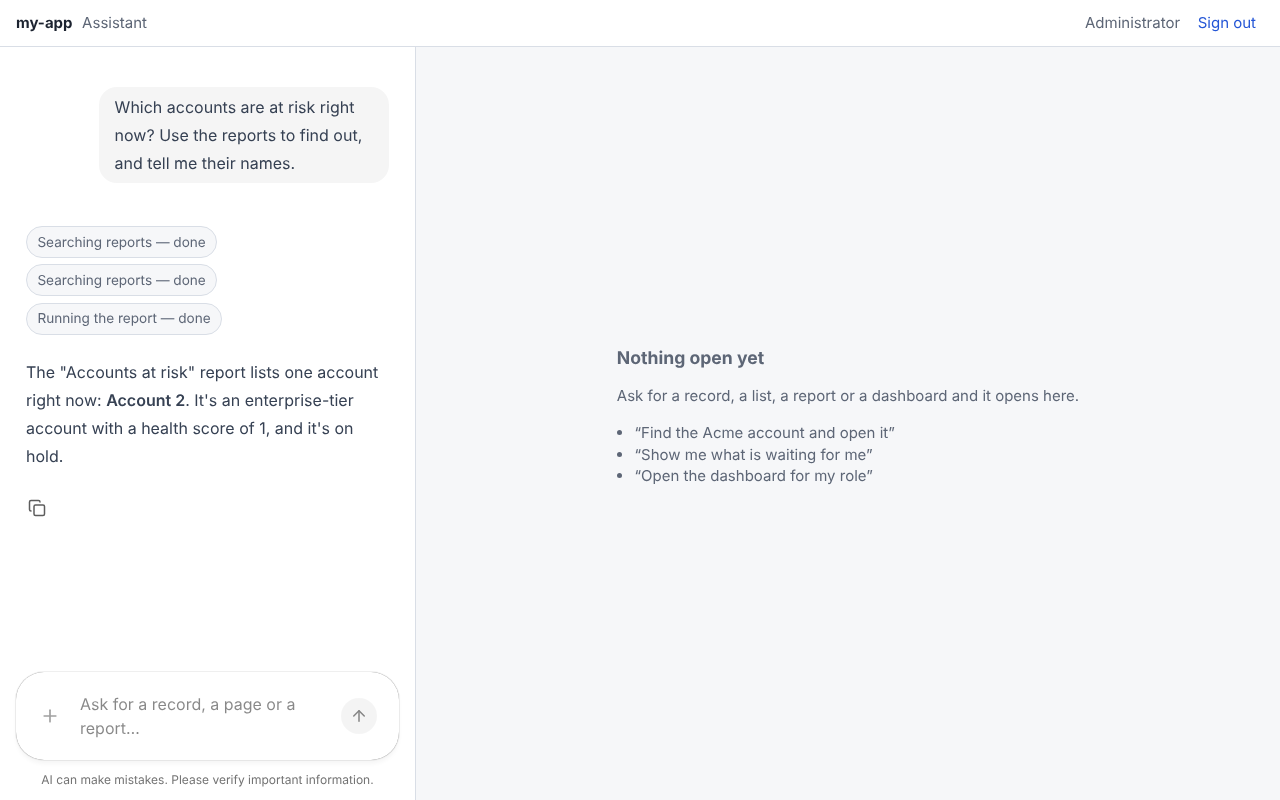 my-app Assistant
Administrator Sign out
Which accounts are at risk right
now? Use the reports to find out,
and tell me their names.
Searching reports — done
Searching reports — done
Running the report — done
The "Accounts at risk" report lists one account
right now: Account 2. It's an enterprise-tier
account with a health score of 1, and it's on
hold.
Ask for a record, a page or a
report...
AI can make mistakes. Please verify important information.
Nothing open yet
Ask for a record, a list, a report or a dashboard and it opens here.
• “Find the Acme account and open it”
• “Show me what is waiting for me”
• “Open the dashboard for my role”